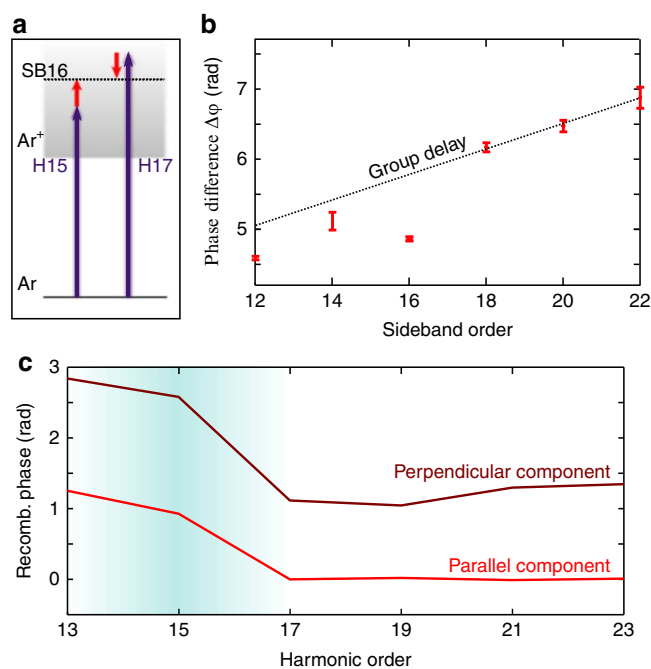 a
SB16
Ar+
H15
H17
Ar
b
Phase difference Δφ (rad)
7
6
5
Group delay
12
14
16
18
20
22
Sideband order
c
Recomb. phase (rad)
3
2
1
0
Perpendicular component
Parallel component
13
15
17
19
21
23
Harmonic order